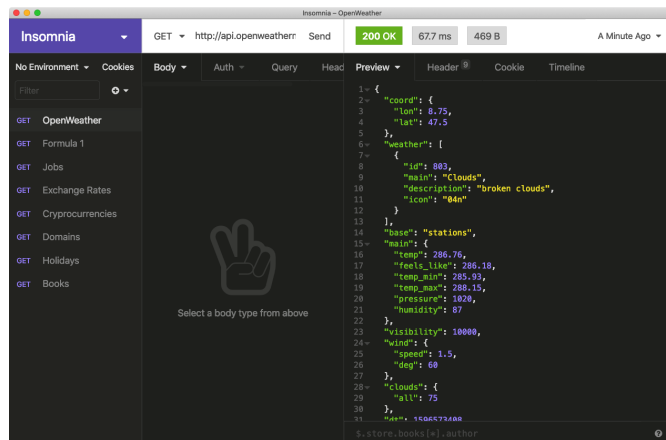 Insomnia – OpenWeather
Insomnia
GET http://api.openweatherr Send
200 OK 67.7 ms 469 B A Minute Ago
No Environment Cookies
Filter
GET OpenWeather
GET Formula 1
GET Jobs
GET Exchange Rates
GET Cryprocurrencies
GET Domains
GET Holidays
GET Books
Body Auth Query Head
Select a body type from above
Preview Header 9 Cookie Timeline
1 {
2 "coord": {
3 "lon": 8.75,
4 "lat": 47.5
5 },
6 "weather": [
7 {
8 "id": 803,
9 "main": "Clouds",
10 "description": "broken clouds",
11 "icon": "04n"
12 }
13 ],
14 "base": "stations",
15 "main": {
16 "temp": 286.76,
17 "feels_like": 286.18,
18 "temp_min": 285.93,
19 "temp_max": 288.15,
20 "pressure": 1020,
21 "humidity": 87
22 },
23 "visibility": 10000,
24 "wind": {
25 "speed": 1.5,
26 "deg": 60
27 },
28 "clouds": {
29 "all": 75
30 },
31 "dt": 1596573408,
$.store.books[*].author